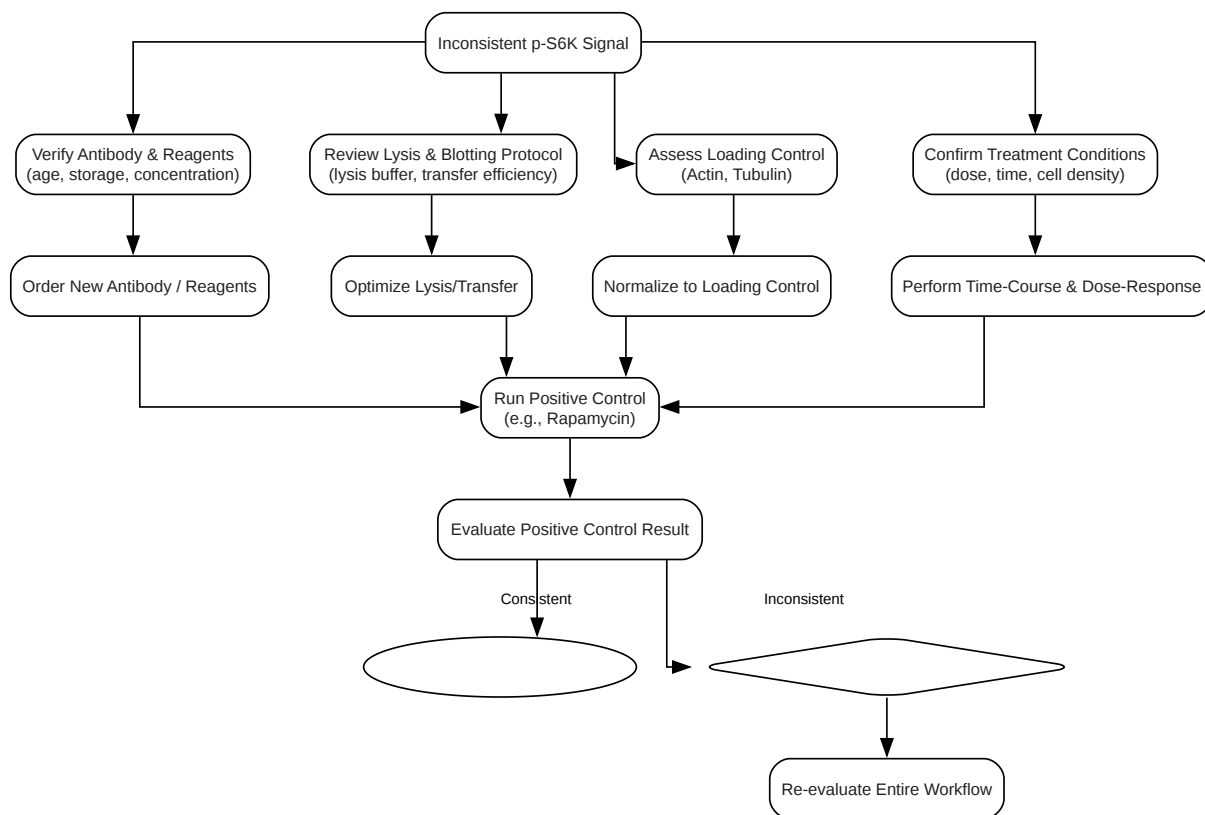 Inconsistent p-S6K Signal
Verify Antibody & Reagents
(age, storage, concentration)
Review Lysis & Blotting Protocol
(lysis buffer, transfer efficiency)
Assess Loading Control
(Actin, Tubulin)
Confirm Treatment Conditions
(dose, time, cell density)
Order New Antibody / Reagents
Optimize Lysis/Transfer
Normalize to Loading Control
Perform Time-Course & Dose-Response
Run Positive Control
(e.g., Rapamycin)
Evaluate Positive Control Result
Consistent
Inconsistent
Re-evaluate Entire Workflow